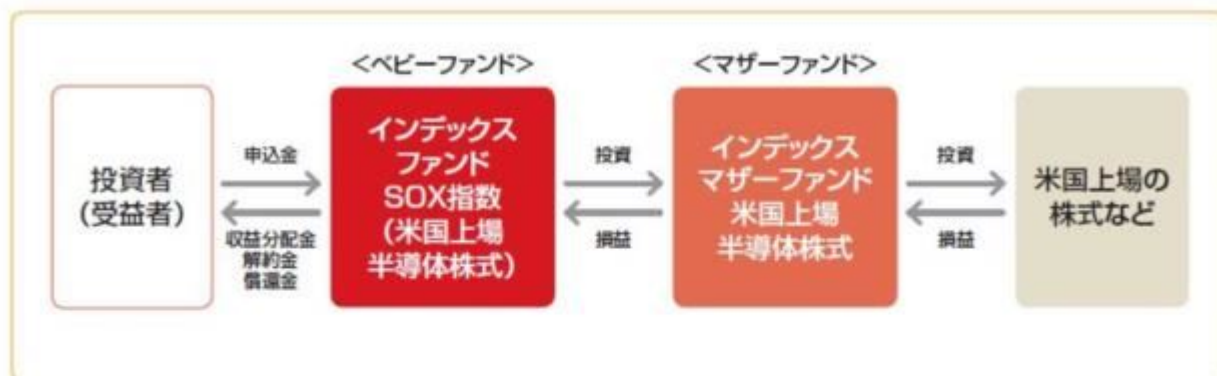 <ベビーファンド>
<マザーファンド>
投資者
(受益者)
申込金
収益分配金
解約金
償還金
インデックス
ファンド
SOX指数
(米国上場
半導体株式)
投資
損益
インデックス
マザーファンド
米国上場
半導体株式
投資
損益
米国上場の
株式など